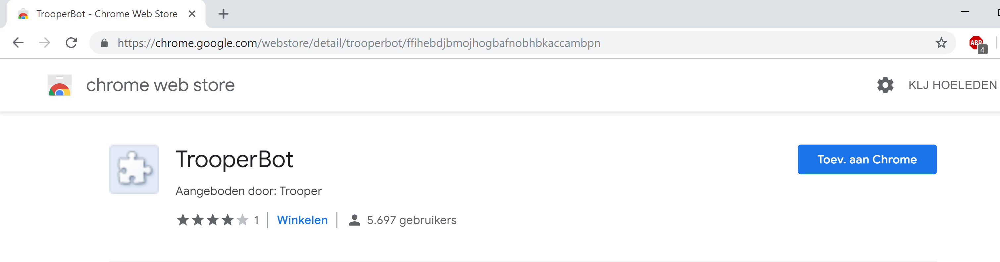 TrooperBot - Chrome Web Store
https://chrome.google.com/webstore/detail/trooperbot/ffihebdjbmojhogbafnobhbkaccambpn
ABP
4
chrome web store
KLJ HOELEDEN
TrooperBot
Toev. aan Chrome
Aangeboden door: Trooper
1 | Winkelen | 5.697 gebruikers